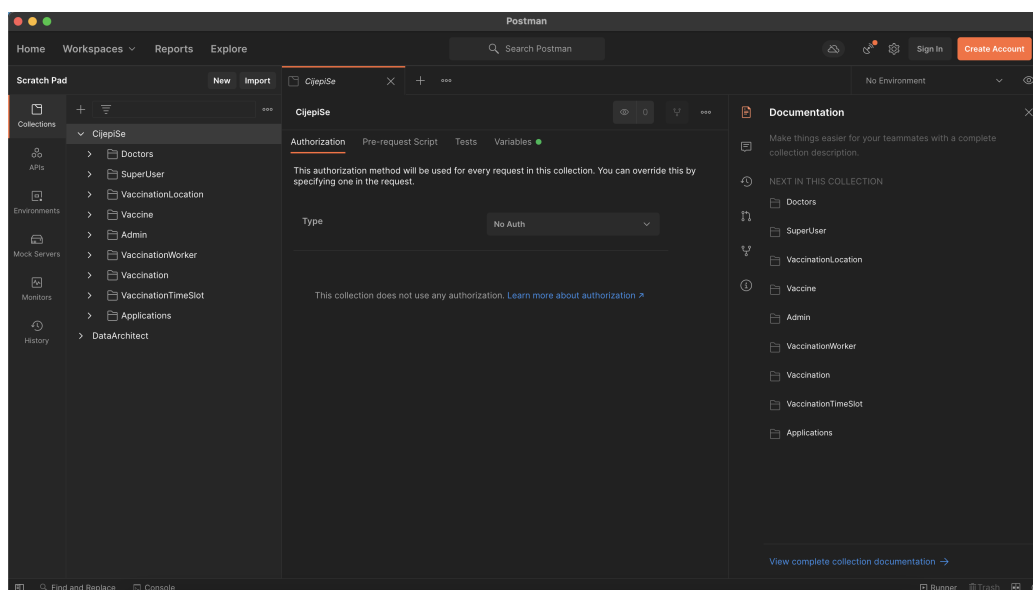 Postman
Home Workspaces Reports Explore
Search Postman
Sign In
Create Account
Scratch Pad
New Import
CijepiSe
No Environment
Collections
APIs
Environments
Mock Servers
Monitors
History
CijepiSe
Doctors
SuperUser
VaccinationLocation
Vaccine
Admin
VaccinationWorker
Vaccination
VaccinationTimeSlot
Applications
DataArchitect
CijepiSe
0
Authorization Pre-request Script Tests Variables
This authorization method will be used for every request in this collection. You can override this by
specifying one in the request.
Type
No Auth
This collection does not use any authorization. Learn more about authorization ↗
Documentation
Make things easier for your teammates with a complete
collection description.
NEXT IN THIS COLLECTION
Doctors
SuperUser
VaccinationLocation
Vaccine
Admin
VaccinationWorker
Vaccination
VaccinationTimeSlot
Applications
View complete collection documentation →
Find and Replace Console
Runner Trash